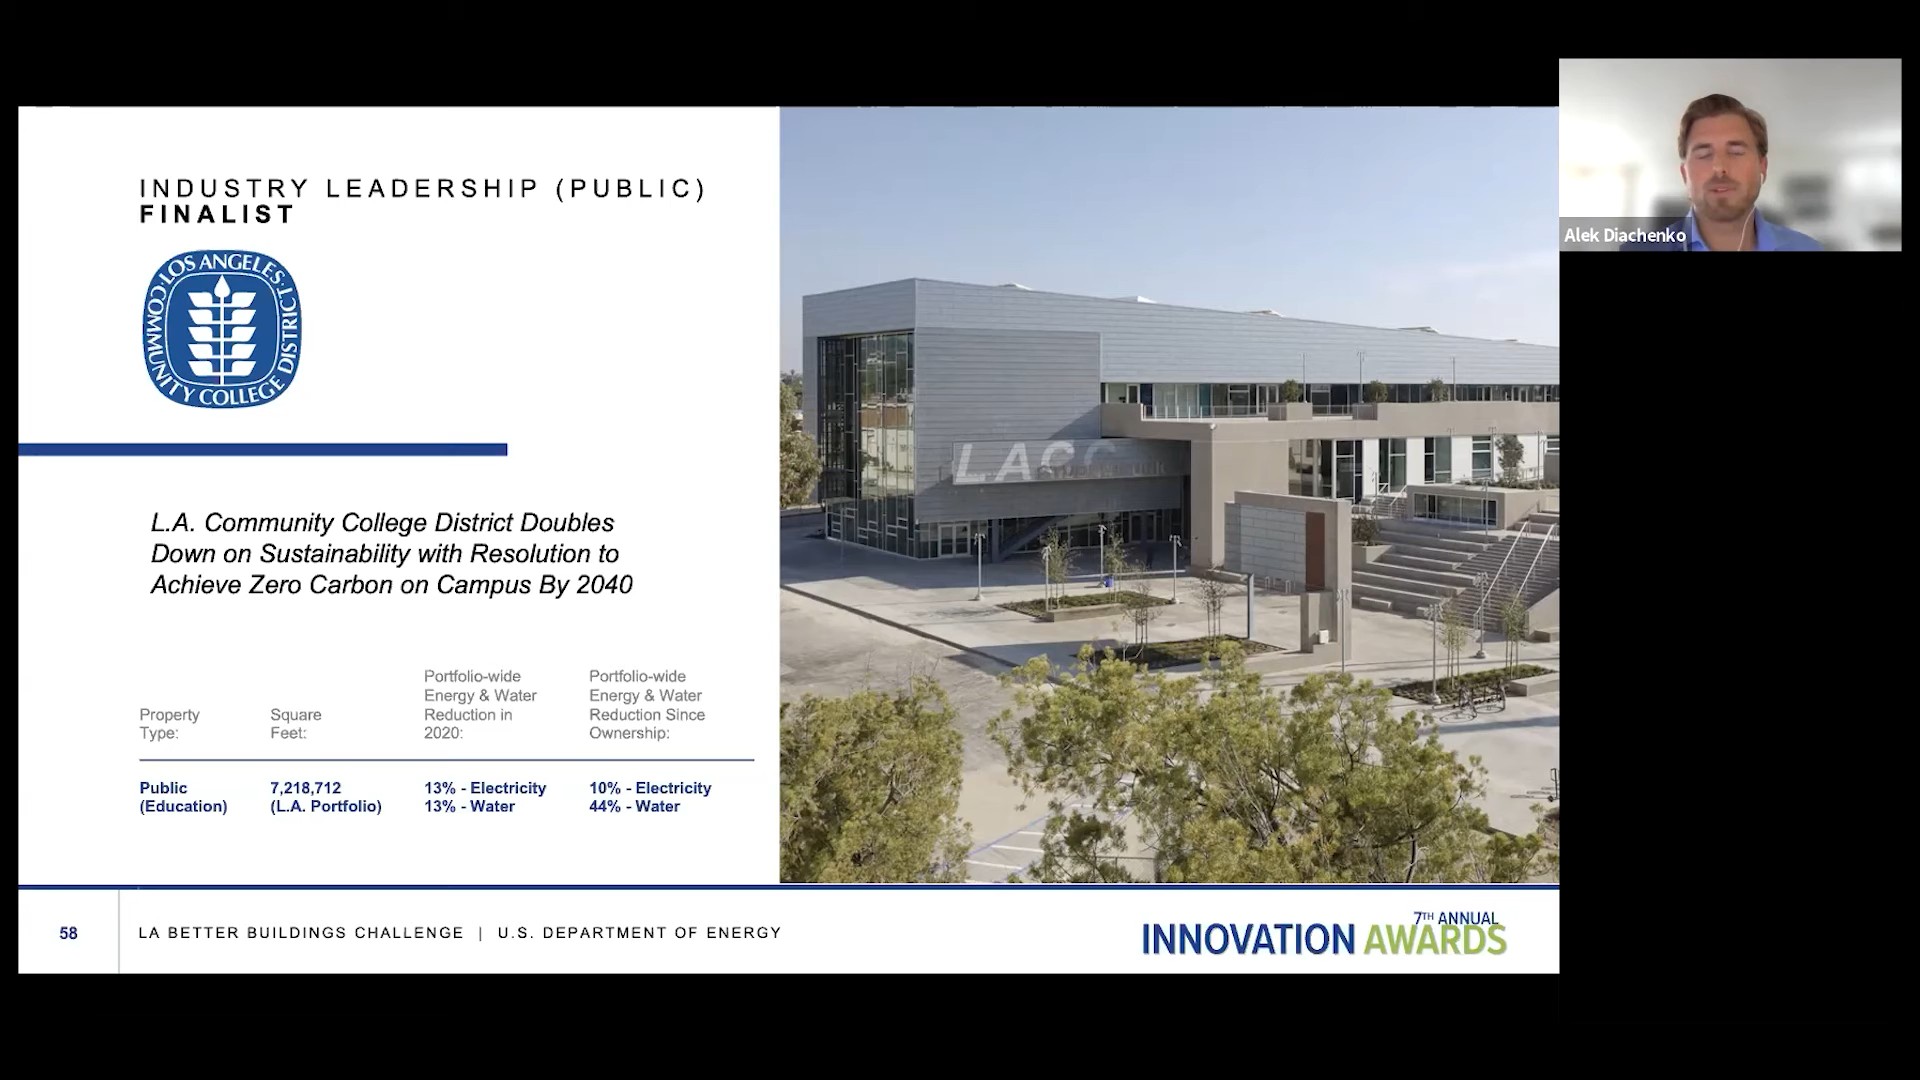 INDUSTRY LEADERSHIP (PUBLIC)
FINALIST
LOS ANGELES
COMMUNITY COLLEGE DISTRICT
L.A. Community College District Doubles
Down on Sustainability with Resolution to
Achieve Zero Carbon on Campus By 2040
Property
Type:
Square
Feet:
Portfolio-wide
Energy & Water
Reduction in
2020:
Portfolio-wide
Energy & Water
Reduction Since
Ownership:
Public
(Education)
7,218,712
(L.A. Portfolio)
13% - Electricity
13% - Water
10% - Electricity
44% - Water
LACC
58
LA BETTER BUILDINGS CHALLENGE | U.S. DEPARTMENT OF ENERGY
7TH ANNUAL
INNOVATION AWARDS
Alek Diachenko